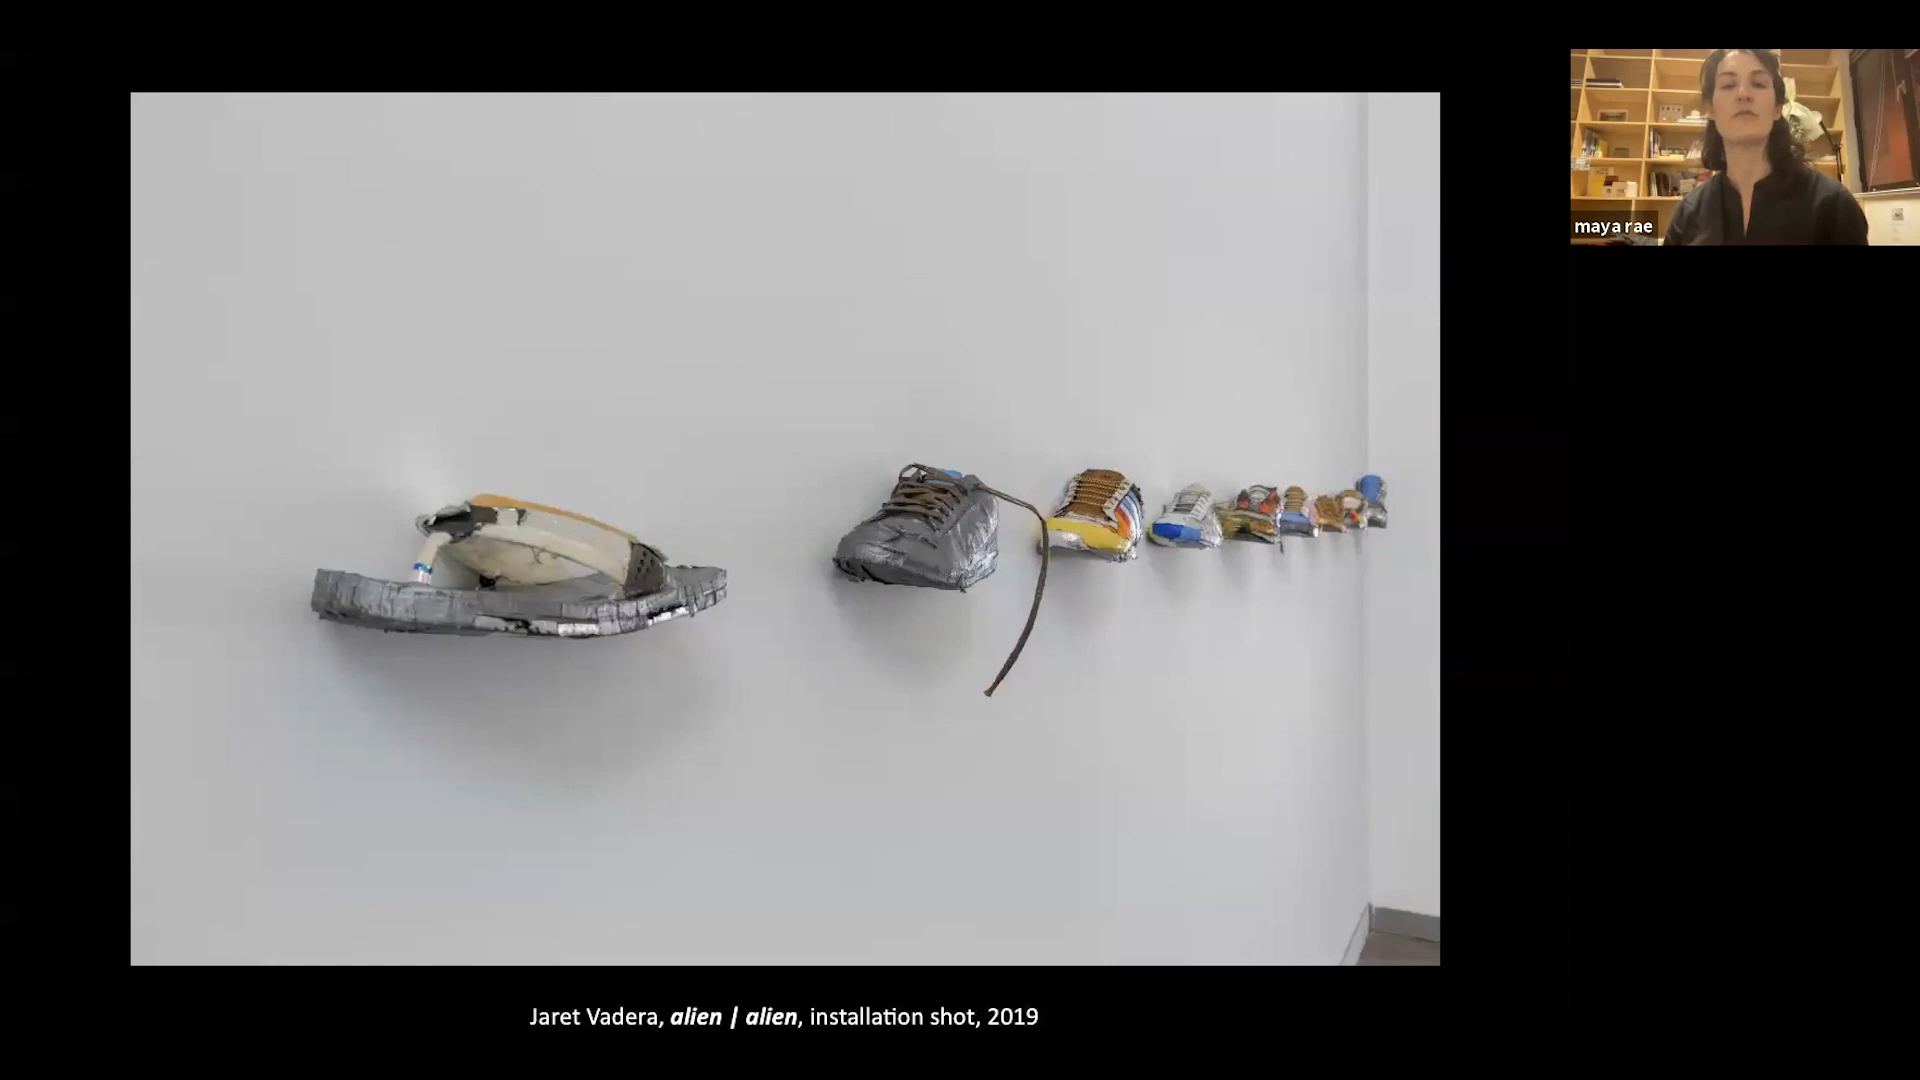 maya rae
Jaret Vadera, alien | alien, installation shot, 2019